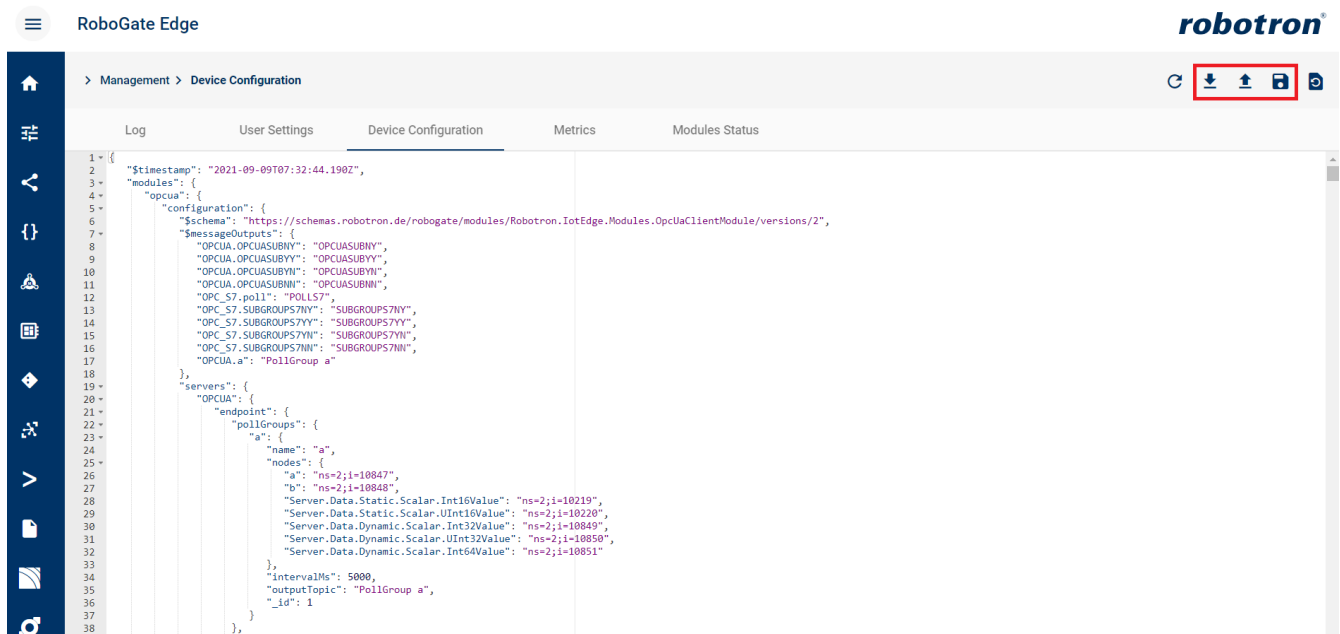 RoboGate Edge
robotron®
> Management > Device Configuration
Log User Settings Device Configuration Metrics Modules Status
1 {
2 "$timestamp": "2021-09-09T07:32:44.190Z",
3 "modules": {
4 "opcua": {
5 "configuration": {
6 "$schema": "https://schemas.robotron.de/robogate/modules/Robotron.IotEdge.Modules.OpcUaClientModule/versions/2",
7 "$messageOutputs": {
8 "OPCUA.OPCUASUBNY": "OPCUASUBNY",
9 "OPCUA.OPCUASUBYY": "OPCUASUBYY",
10 "OPCUA.OPCUASUBYN": "OPCUASUBYN",
11 "OPCUA.OPCUASUBNN": "OPCUASUBNN",
12 "OPC_S7.poll": "POLLS7",
13 "OPC_S7.SUBGROUPS7NY": "SUBGROUPS7NY",
14 "OPC_S7.SUBGROUPS7YY": "SUBGROUPS7YY",
15 "OPC_S7.SUBGROUPS7YN": "SUBGROUPS7YN",
16 "OPC_S7.SUBGROUPS7NN": "SUBGROUPS7NN",
17 "OPCUA.a": "PollGroup a"
18 },
19 "servers": {
20 "OPCUA": {
21 "endpoint": {
22 "pollGroups": {
23 "a": {
24 "name": "a",
25 "nodes": {
26 "a": "ns=2;i=10847",
27 "b": "ns=2;i=10848",
28 "Server.Data.Static.Scalar.Int16Value": "ns=2;i=10219",
29 "Server.Data.Static.Scalar.UInt16Value": "ns=2;i=10220",
30 "Server.Data.Dynamic.Scalar.Int32Value": "ns=2;i=10849",
31 "Server.Data.Dynamic.Scalar.UInt32Value": "ns=2;i=10850",
32 "Server.Data.Dynamic.Scalar.Int64Value": "ns=2;i=10851"
33 },
34 "intervalMs": 5000,
35 "outputTopic": "PollGroup a",
36 "_id": 1
37 }
38 },